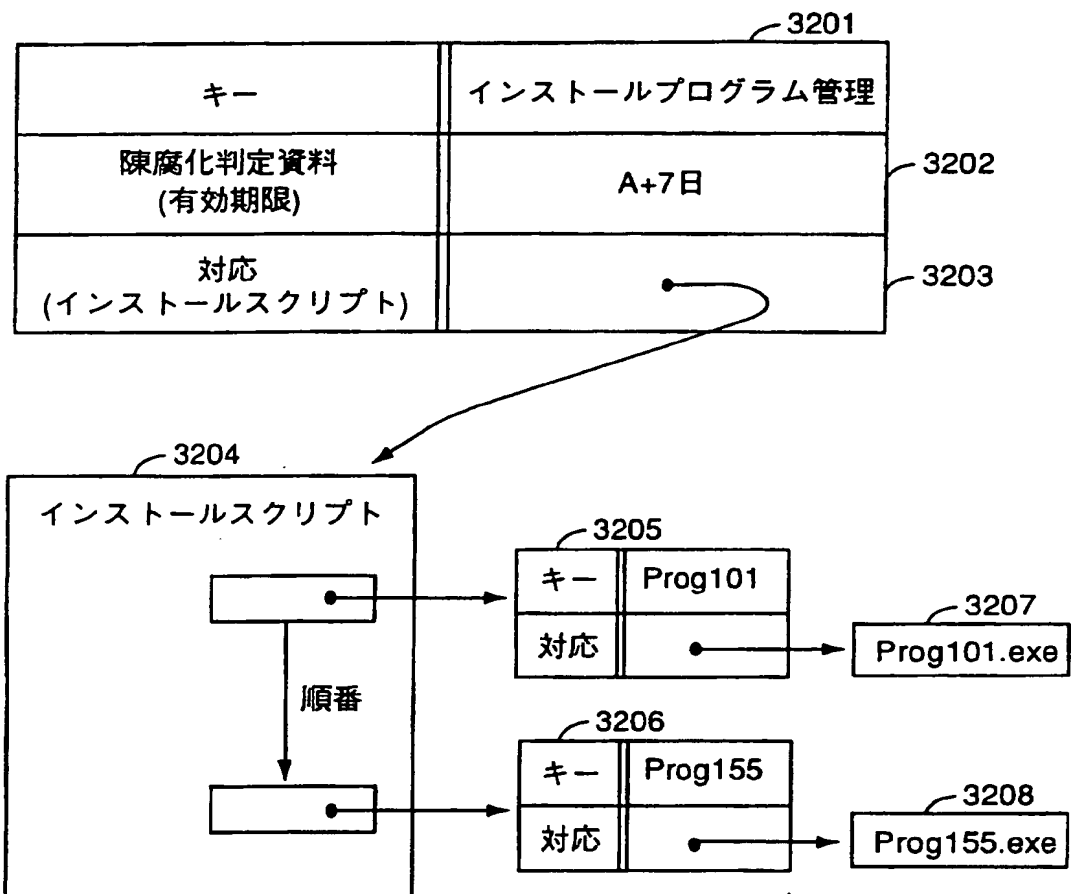 3201
キー
インストールプログラム管理
陳腐化判定資料
(有効期限)
A+7日
3202
対応
(インストールスクリプト)
3203
3204
インストールスクリプト
順番
3205
キー
Prog101
対応
3207
Prog101.exe
3206
キー
Prog155
対応
3208
Prog155.exe